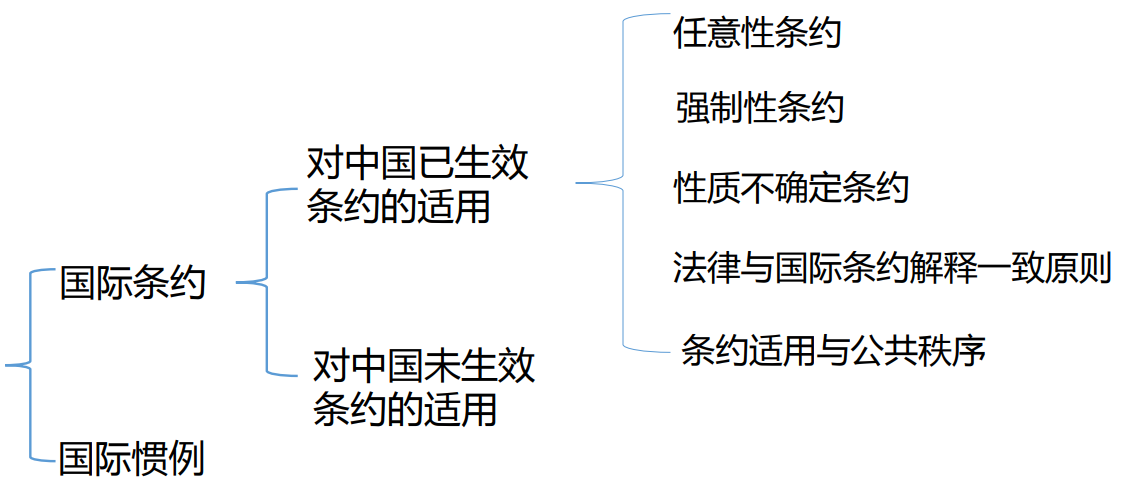 任意性条约
强制性条约
对中国已生效
条约的适用
性质不确定条约
法律与国际条约解释一致原则
国际条约
条约适用与公共秩序
对中国未生效
条约的适用
国际惯例